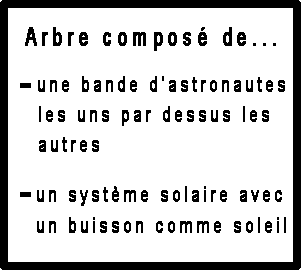 Arbre composé de...
-une bande d'astronautes
les uns par dessus les
autres
-un système solaire avec
un buisson comme soleil